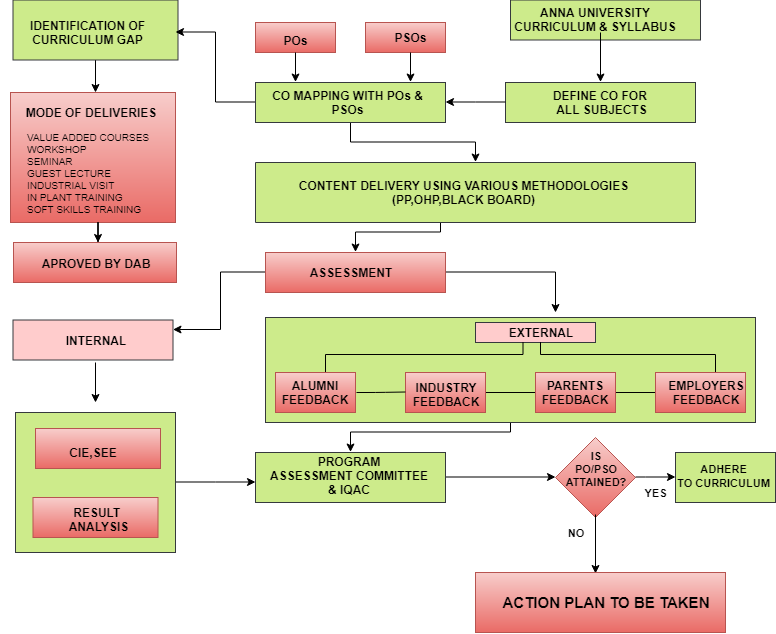 IDENTIFICATION OF
CURRICULUM GAP
POs
PSOs
ANNA UNIVERSITY
CURRICULUM & SYLLABUS
MODE OF DELIVERIES
VALUE ADDED COURSES
WORKSHOP
SEMINAR
GUEST LECTURE
INDUSTRIAL VISIT
IN PLANT TRAINING
SOFT SKILLS TRAINING
CO MAPPING WITH POs &
PSOs
DEFINE CO FOR
ALL SUBJECTS
CONTENT DELIVERY USING VARIOUS METHODOLOGIES
(PP,OHP,BLACK BOARD)
APROVED BY DAB
ASSESSMENT
INTERNAL
EXTERNAL
ALUMNI
FEEDBACK
INDUSTRY
FEEDBACK
PARENTS
FEEDBACK
EMPLOYERS
FEEDBACK
CIE,SEE
RESULT
ANALYSIS
PROGRAM
ASSESSMENT COMMITTEE
& IQAC
IS
PO/PSO
ATTAINED?
YES
ADHERE
TO CURRICULUM
NO
ACTION PLAN TO BE TAKEN